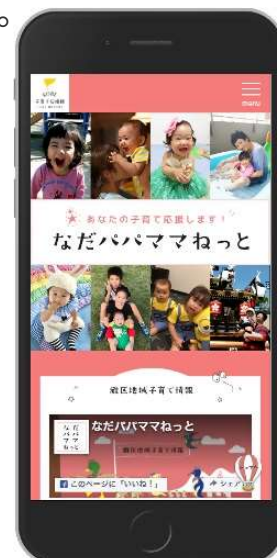 。
menu
あなたの子育て応援します!
なだパパママねっと
灘区地域子育て情報
なだパパママねっと
なだ
パパ
ママ
ねっと
灘区地域子育て情報
このページに「いいね!」
シェア